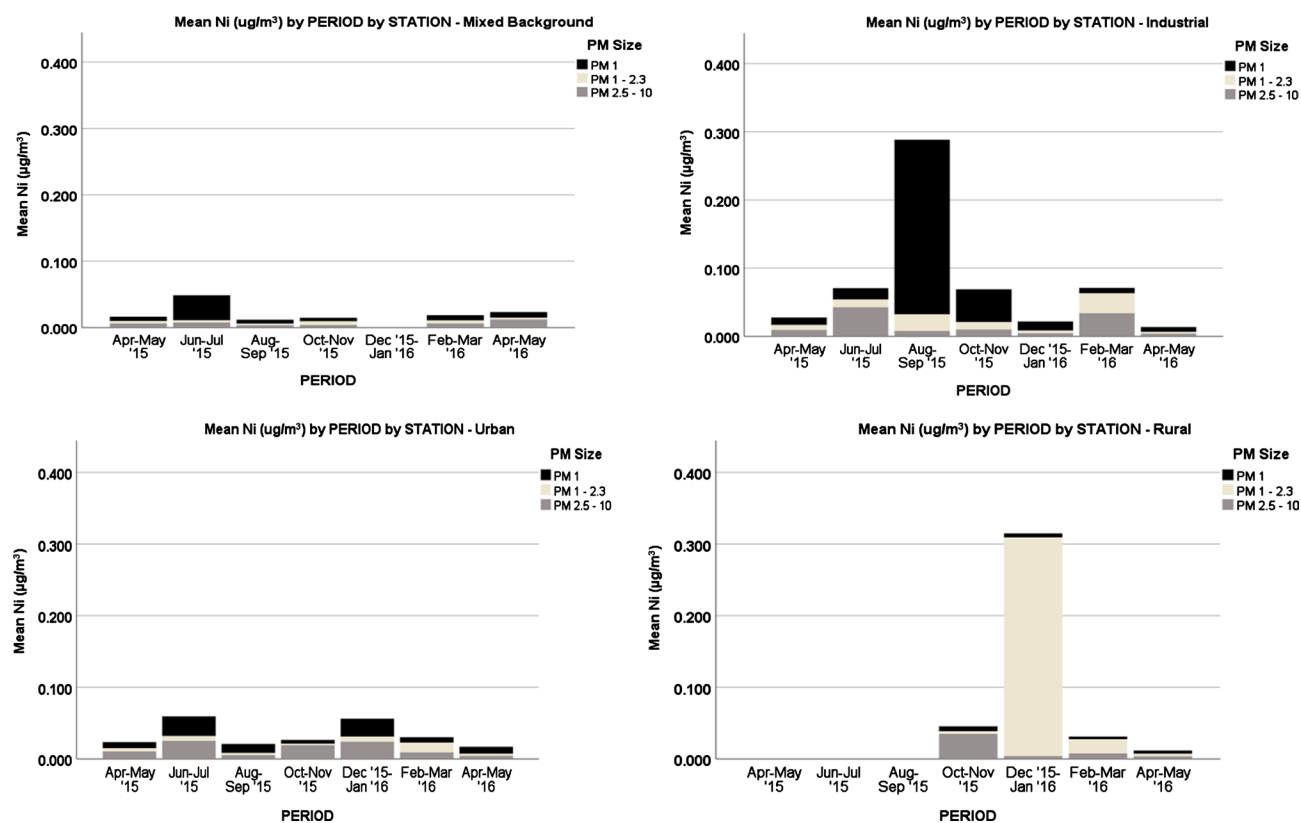 Mean Ni (ug/m³) by PERIOD by STATION - Mixed Background
PM Size
PM 1
PM 1 - 2.3
PM 2.5 - 10
Mean Ni (µg/m³)
0.400
0.300
0.200
0.100
0.000
Apr-May '15
Jun-Jul '15
Aug-Sep '15
Oct-Nov '15
Dec '15-Jan '16
Feb-Mar '16
Apr-May '16
PERIOD
Mean Ni (ug/m³) by PERIOD by STATION - Industrial
PM Size
PM 1
PM 1 - 2.3
PM 2.5 - 10
Mean Ni (µg/m³)
0.400
0.300
0.200
0.100
0.000
Apr-May '15
Jun-Jul '15
Aug-Sep '15
Oct-Nov '15
Dec '15-Jan '16
Feb-Mar '16
Apr-May '16
PERIOD
Mean Ni (ug/m³) by PERIOD by STATION - Urban
PM Size
PM 1
PM 1 - 2.3
PM 2.5 - 10
Mean Ni (µg/m³)
0.400
0.300
0.200
0.100
0.000
Apr-May '15
Jun-Jul '15
Aug-Sep '15
Oct-Nov '15
Dec '15-Jan '16
Feb-Mar '16
Apr-May '16
PERIOD
Mean Ni (ug/m³) by PERIOD by STATION - Rural
PM Size
PM 1
PM 1 - 2.3
PM 2.5 - 10
Mean Ni (µg/m³)
0.400
0.300
0.200
0.100
0.000
Apr-May '15
Jun-Jul '15
Aug-Sep '15
Oct-Nov '15
Dec '15-Jan '16
Feb-Mar '16
Apr-May '16
PERIOD